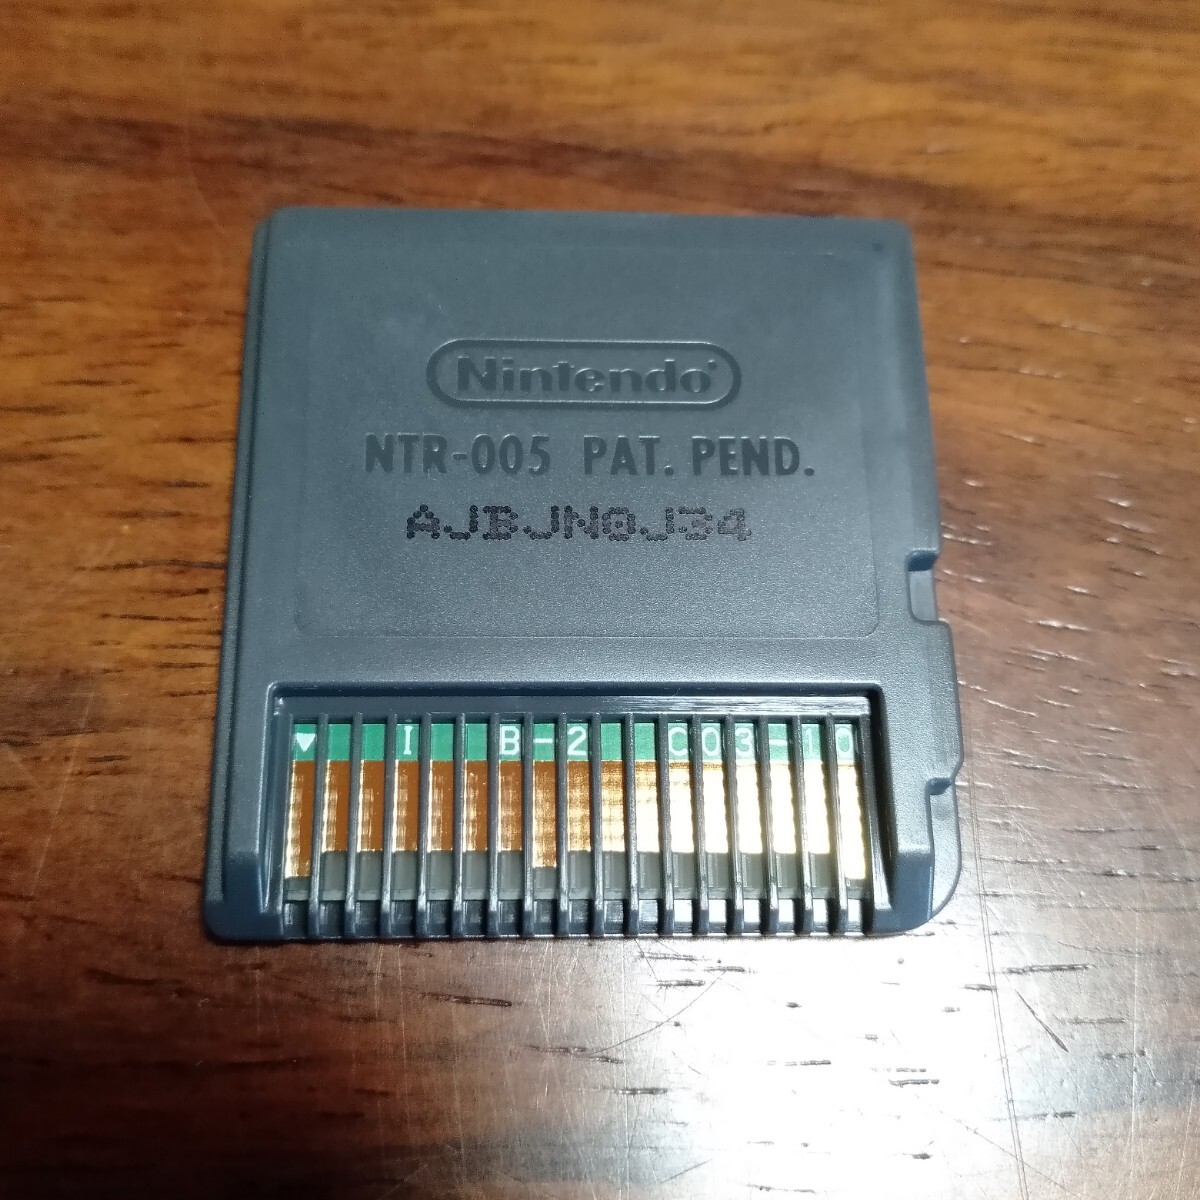 Nintendo
NTR-005 PAT. PEND.
AJBJN0J34
I B-2 C03-10